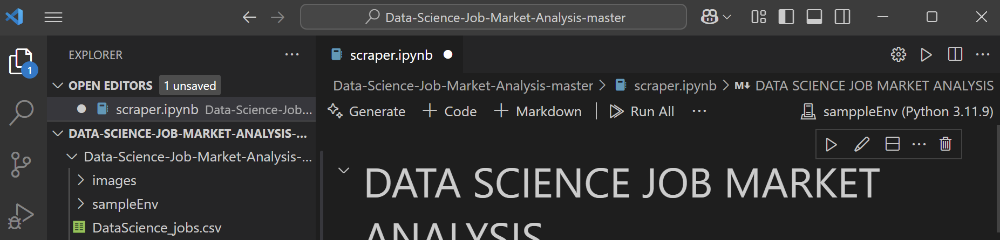 Data-Science-Job-Market-Analysis-master
EXPLORER
1
OPEN EDITORS 1 unsaved
scraper.ipynb Data-Science-Job...
DATA-SCIENCE-JOB-MARKET-ANALYSIS-...
Data-Science-Job-Market-Analysis-...
images
sampleEnv
DataScience_jobs.csv
scraper.ipynb
Data-Science-Job-Market-Analysis-master > scraper.ipynb > M↓ DATA SCIENCE JOB MARKET ANALYSIS
Generate + Code + Markdown | Run All ... samppleEnv (Python 3.11.9)
DATA SCIENCE JOB MARKET
ANALYSIS